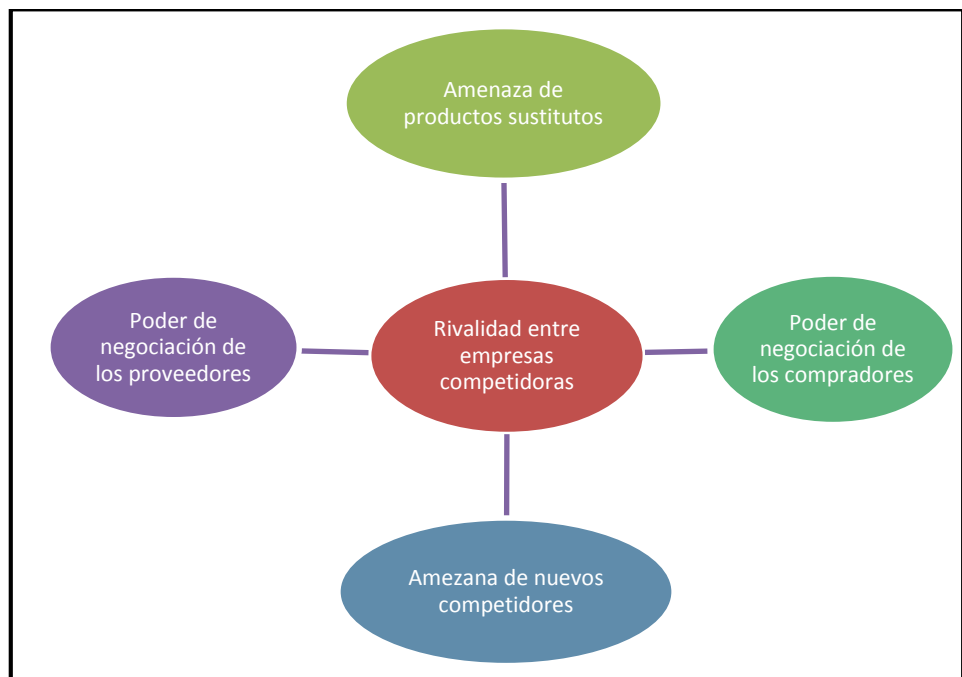 Amenaza de
productos sustitutos
Poder de
negociación de
los proveedores
Rivalidad entre
empresas
competidoras
Poder de
negociación de
los compradores
Amezana de nuevos
competidores